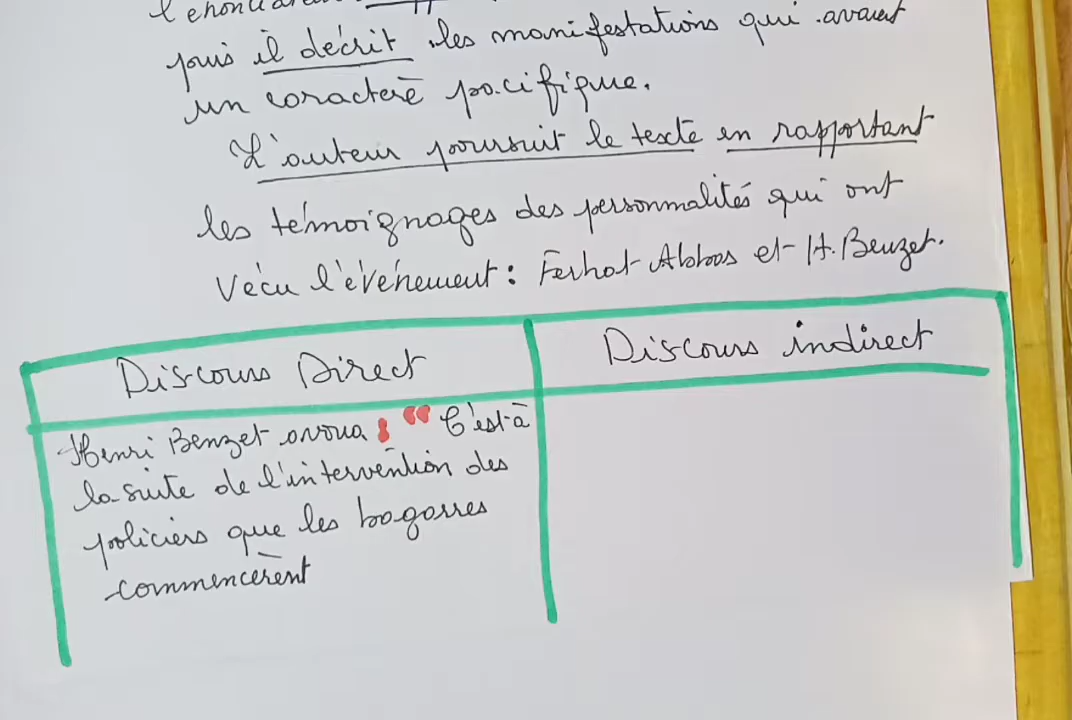 puis il décrit les manifestations qui avaient
un caractère pacifique.
L'auteur poursuit le texte en rapportant
les témoignages des personnalités qui ont
vécu l'événement : Ferhat Abbas et H. Benzet.
Discours Direct
Discours indirect
Henri Benzet avoua : " C'est à
la suite de l'intervention des
policiers que les bagarres
commencèrent